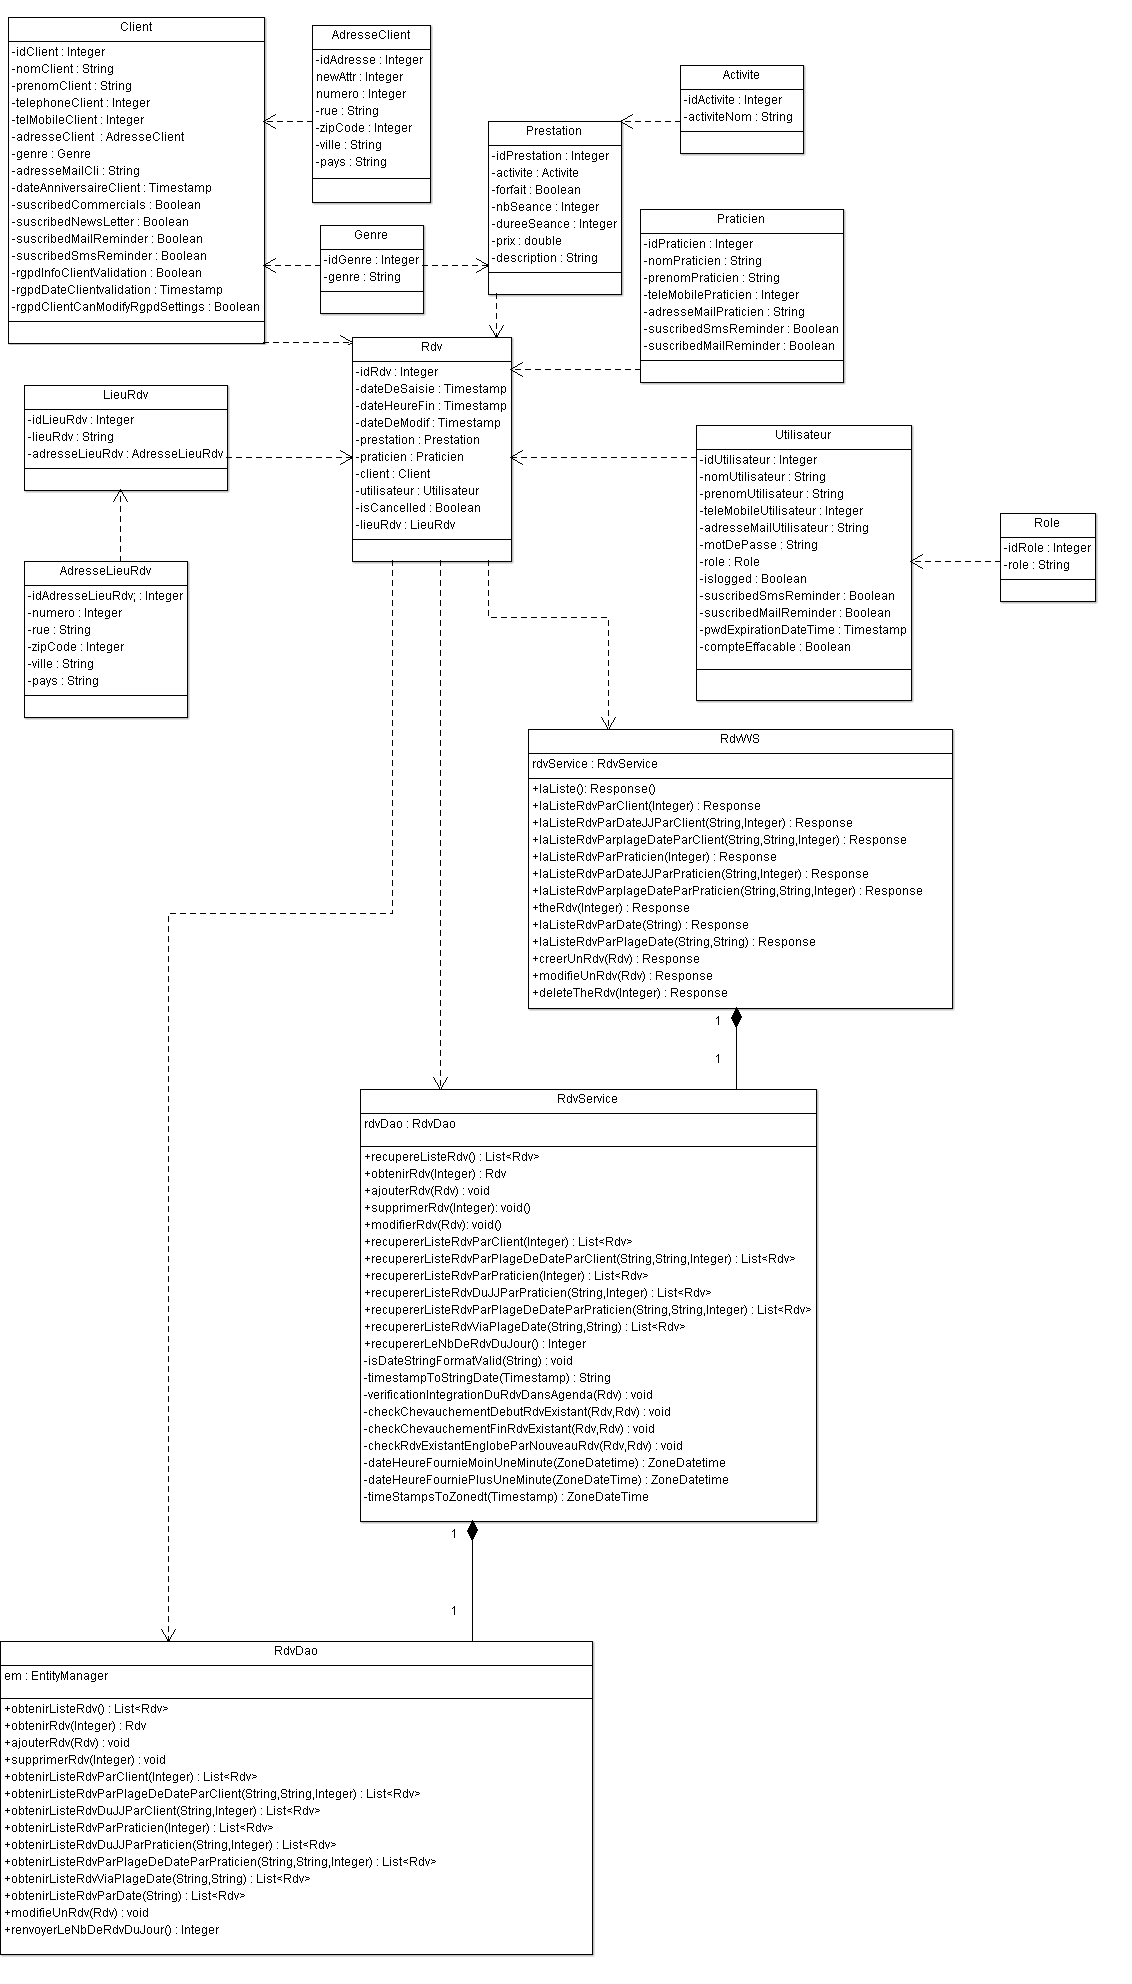 Client
-idClient : Integer
-nomClient : String
-prenomClient : String
-telephoneClient : Integer
-telMobileClient : Integer
-adresseClient : AdresseClient
-genre : Genre
-adresseMailCli : String
-dateAnniversaireClient : Timestamp
-suscribedCommercials : Boolean
-suscribedNewsLetter : Boolean
-suscribedMailReminder : Boolean
-suscribedSmsReminder : Boolean
-rgpdInfoClientValidation : Boolean
-rgpdDateClientvalidation : Timestamp
-rgpdClientCanModifyRgpdSettings : Boolean
AdresseClient
-idAdresse : Integer
newAttr : Integer
numero : Integer
-rue : String
-zipCode : Integer
-ville : String
-pays : String
Activite
-idActivite : Integer
-activiteNom : String
Prestation
-idPrestation : Integer
-activite : Activite
-forfait : Boolean
-nbSeance : Integer
-dureeSeance : Integer
-prix : double
-description : String
Genre
-idGenre : Integer
-genre : String
Praticien
-idPraticien : Integer
-nomPraticien : String
-prenomPraticien : String
-teleMobilePraticien : Integer
-adresseMailPraticien : String
-suscribedSmsReminder : Boolean
-suscribedMailReminder : Boolean
Rdv
-idRdv : Integer
-dateDeSaisie : Timestamp
-dateHeureFin : Timestamp
-dateDeModif : Timestamp
-prestation : Prestation
-praticien : Praticien
-client : Client
-utilisateur : Utilisateur
-isCancelled : Boolean
-lieuRdv : LieuRdv
LieuRdv
-idLieuRdv : Integer
-lieuRdv : String
-adresseLieuRdv : AdresseLieuRdv
Utilisateur
-idUtilisateur : Integer
-nomUtilisateur : String
-prenomUtilisateur : String
-teleMobileUtilisateur : Integer
-adresseMailUtilisateur : String
-motDePasse : String
-role : Role
-islogged : Boolean
-suscribedSmsReminder : Boolean
-suscribedMailReminder : Boolean
-pwdExpirationDateTime : Timestamp
-compteEffacable : Boolean
Role
-idRole : Integer
-role : String
AdresseLieuRdv
-idAdresseLieuRdv; : Integer
-numero : Integer
-rue : String
-zipCode : Integer
-ville : String
-pays : String
RdvWS
rdvService : RdvService
+laListe(): Response()
+laListeRdvParClient(Integer) : Response
+laListeRdvParDateJJParClient(String,Integer) : Response
+laListeRdvParplageDateParClient(String,String,Integer) : Response
+laListeRdvParPraticien(Integer) : Response
+laListeRdvParDateJJParPraticien(String,Integer) : Response
+laListeRdvParplageDateParPraticien(String,String,Integer) : Response
+theRdv(Integer) : Response
+laListeRdvParDate(String) : Response
+laListeRdvParPlageDate(String,String) : Response
+creerUnRdv(Rdv) : Response
+modifieUnRdv(Rdv) : Response
+deleteTheRdv(Integer) : Response
1
1
RdvService
rdvDao : RdvDao
+recupereListeRdv() : List<Rdv>
+obtenirRdv(Integer) : Rdv
+ajouterRdv(Rdv) : void
+supprimerRdv(Integer): void()
+modifierRdv(Rdv): void()
+recupererListeRdvParClient(Integer) : List<Rdv>
+recupererListeRdvParPlageDeDateParClient(String,String,Integer) : List<Rdv>
+recupererListeRdvParPraticien(Integer) : List<Rdv>
+recupererListeRdvDuJJParPraticien(String,Integer) : List<Rdv>
+recupererListeRdvParPlageDeDateParPraticien(String,String,Integer) : List<Rdv>
+recupererListeRdvViaPlageDate(String,String) : List<Rdv>
+recupererLeNbDeRdvDuJour() : Integer
-isDateStringFormatValid(String) : void
-timestampToStringDate(Timestamp) : String
-verificationIntegrationDuRdvDansAgenda(Rdv) : void
-checkChevauchementDebutRdvExistant(Rdv,Rdv) : void
-checkChevauchementFinRdvExistant(Rdv,Rdv) : void
-checkRdvExistantEnglobeParNouveauRdv(Rdv,Rdv) : void
-dateHeureFournieMoinUneMinute(ZoneDatetime) : ZoneDatetime
-dateHeureFourniePlusUneMinute(ZoneDateTime) : ZoneDatetime
-timeStampsToZonedt(Timestamp) : ZoneDateTime
1
1
RdvDao
em : EntityManager
+obtenirListeRdv() : List<Rdv>
+obtenirRdv(Integer) : Rdv
+ajouterRdv(Rdv) : void
+supprimerRdv(Integer) : void
+obtenirListeRdvParClient(Integer) : List<Rdv>
+obtenirListeRdvParPlageDeDateParClient(String,String,Integer) : List<Rdv>
+obtenirListeRdvDuJJParClient(String,Integer) : List<Rdv>
+obtenirListeRdvParPraticien(Integer) : List<Rdv>
+obtenirListeRdvDuJJParPraticien(String,Integer) : List<Rdv>
+obtenirListeRdvParPlageDeDateParPraticien(String,String,Integer) : List<Rdv>
+obtenirListeRdvViaPlageDate(String,String) : List<Rdv>
+obtenirListeRdvParDate(String) : List<Rdv>
+modifieUnRdv(Rdv) : void
+renvoyerLeNbDeRdvDuJour() : Integer